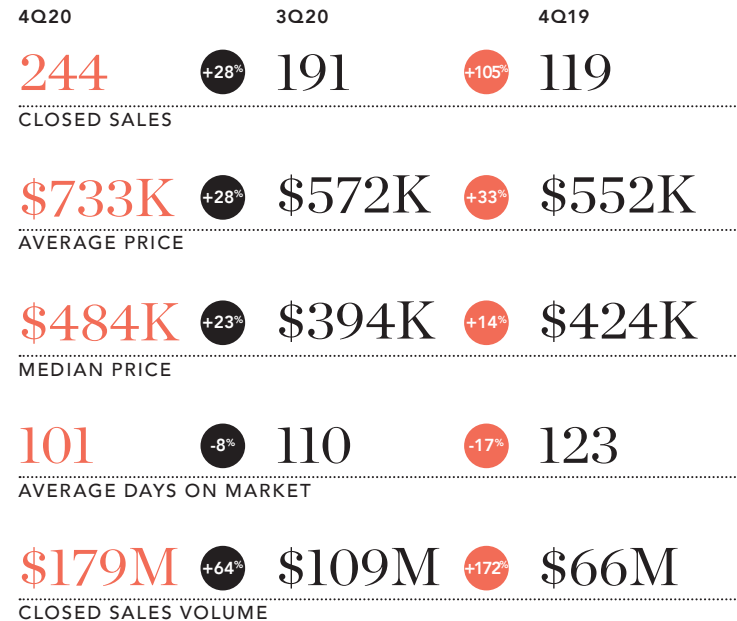 4Q20 3Q20 4Q19
244 +28% 191 +105% 119
CLOSED SALES
$733K +28% $572K +33% $552K
AVERAGE PRICE
$484K +23% $394K +14% $424K
MEDIAN PRICE
101 -8% 110 -17% 123
AVERAGE DAYS ON MARKET
$179M +64% $109M +172% $66M
CLOSED SALES VOLUME